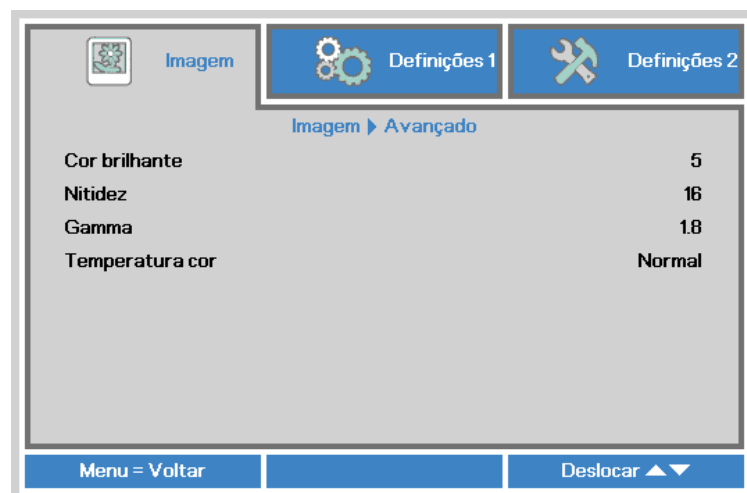 Imagem
Definições 1
Definições 2
Imagem ▶ Avançado
Cor brilhante 5
Nitidez 16
Gamma 1.8
Temperatura cor Normal
Menu = Voltar
Deslocar ▲▼